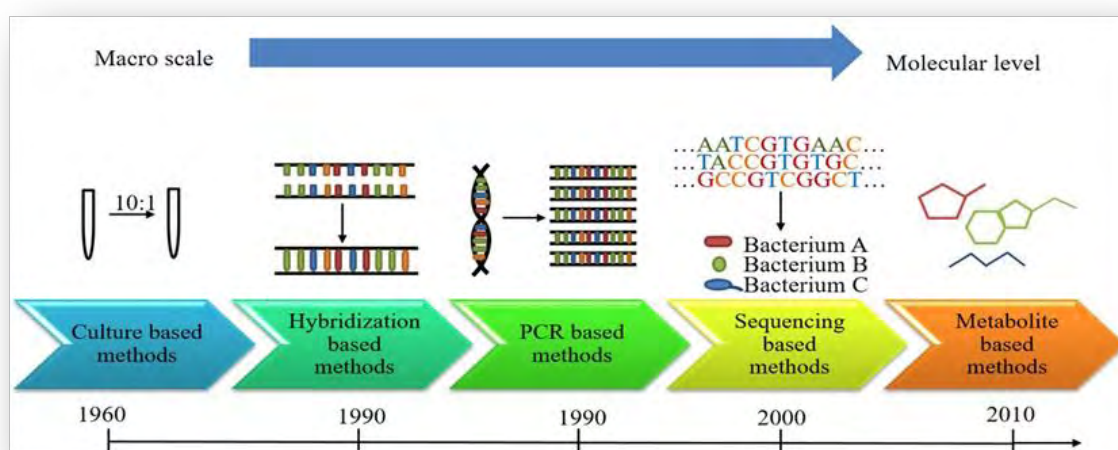 Macro scale
Molecular level
10:1
...AATCGTGAAC...
...TACCGTGTGC...
...GCCGTCGGCT...
Bacterium A
Bacterium B
Bacterium C
Culture based
methods
Hybridization
based
methods
PCR based
methods
Sequencing
based
methods
Metabolite
based
methods
1960
1990
1990
2000
2010